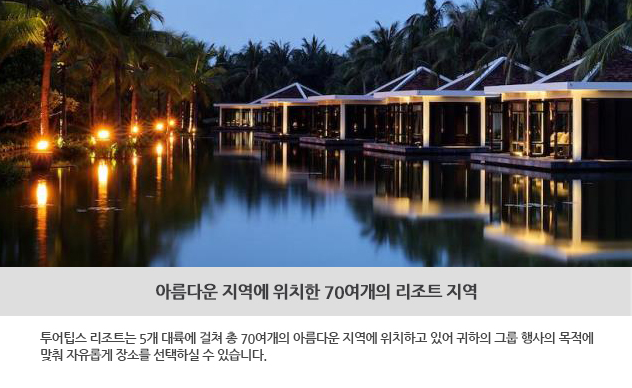 아름다운 지역에 위치한 70여개의 리조트 지역
투어팁스 리조트는 5개 대륙에 걸쳐 총 70여개의 아름다운 지역에 위치하고 있어 귀하의 그룹 행사의 목적에
맞춰 자유롭게 장소를 선택하실 수 있습니다.